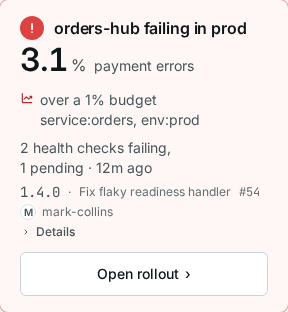 ! orders-hub failing in prod
3.1 % payment errors
over a 1% budget
service:orders, env:prod
2 health checks failing,
1 pending · 12m ago
1.4.0 · Fix flaky readiness handler #54
M mark-collins
› Details
Open rollout ›